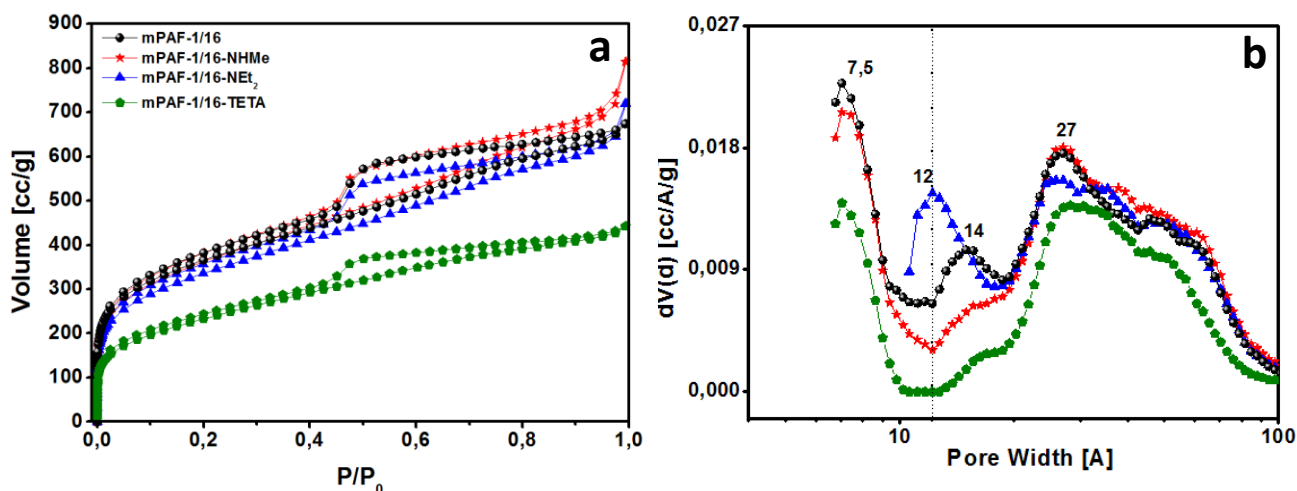 a
mPAF-1/16
mPAF-1/16-NHMe
mPAF-1/16-NEt₂
mPAF-1/16-TETA
Volume [cc/g]
900
800
700
600
500
400
300
200
100
0
0,0 0,2 0,4 0,6 0,8 1,0
P/P₀
b
dV(d) [cc/A/g]
0,027
0,018
0,009
0,000
7,5
12
14
27
10 100
Pore Width [A]